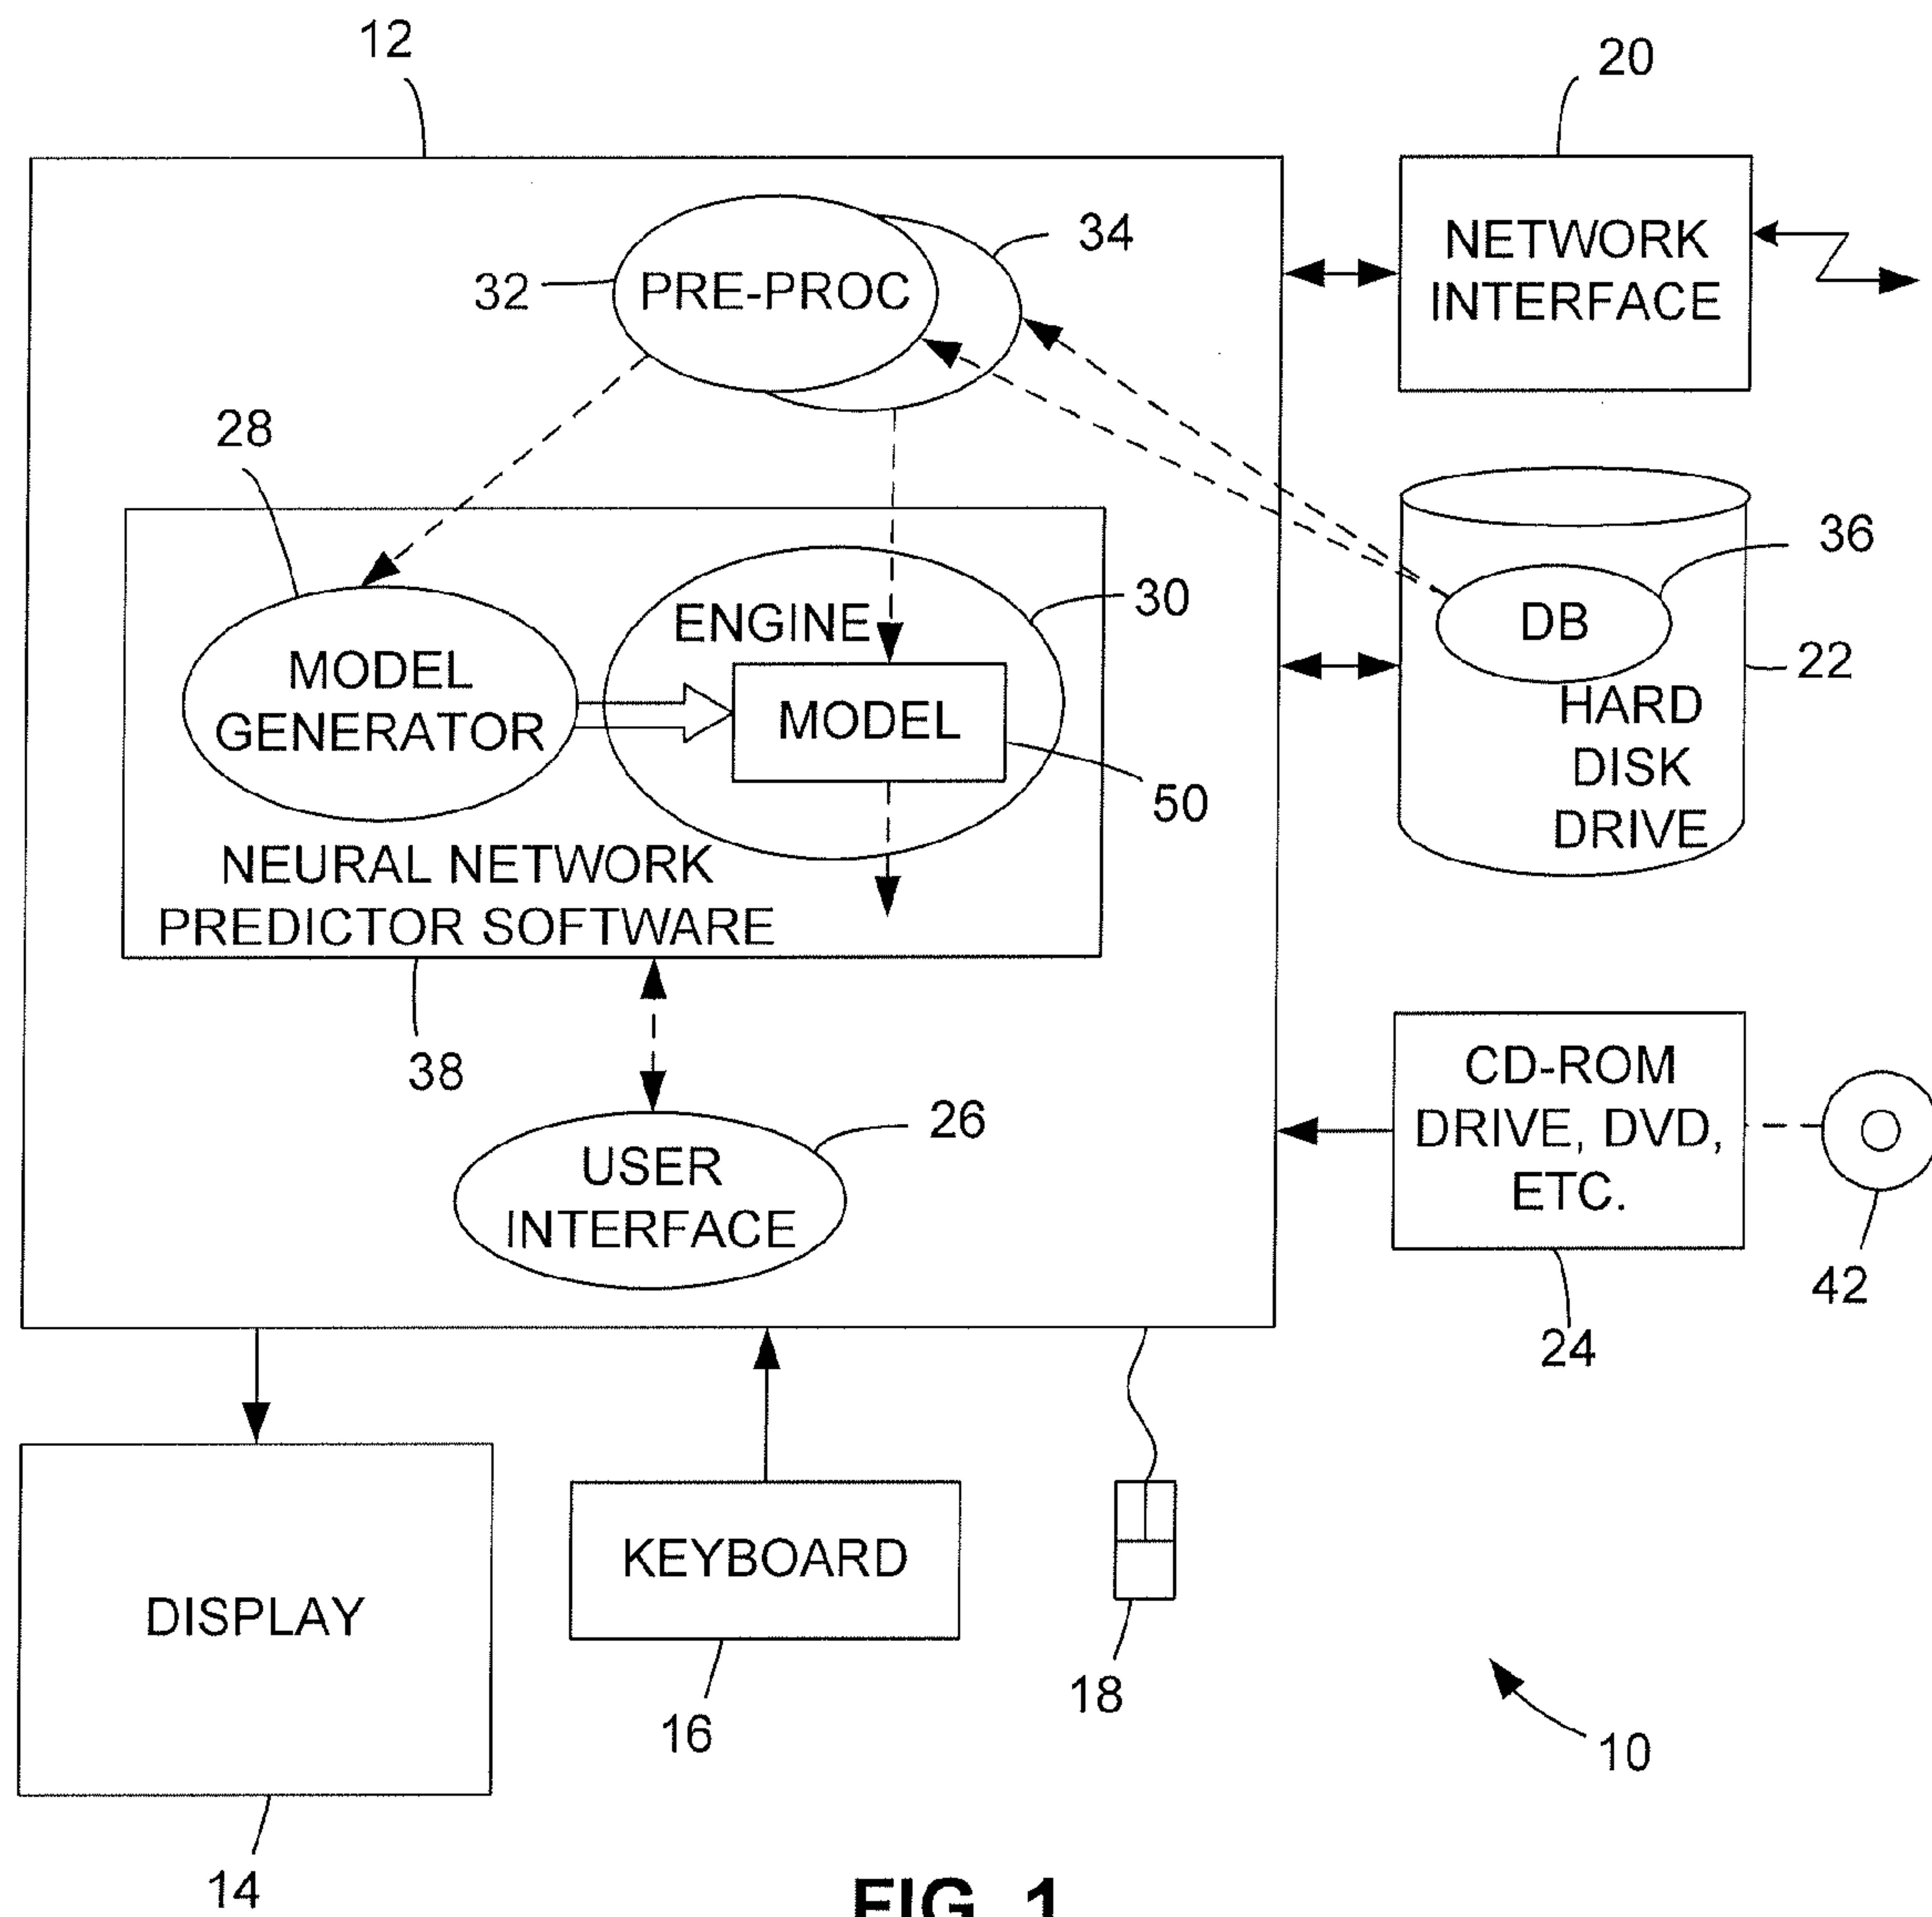 12
20
34
32
PRE-PROC
NETWORK
INTERFACE
28
36
30
ENGINE
DB
22
MODEL
GENERATOR
MODEL
HARD
DISK
DRIVE
50
NEURAL NETWORK
PREDICTOR SOFTWARE
38
CD-ROM
DRIVE, DVD,
ETC.
26
USER
INTERFACE
42
24
KEYBOARD
DISPLAY
18
16
10
14
FIG. 1